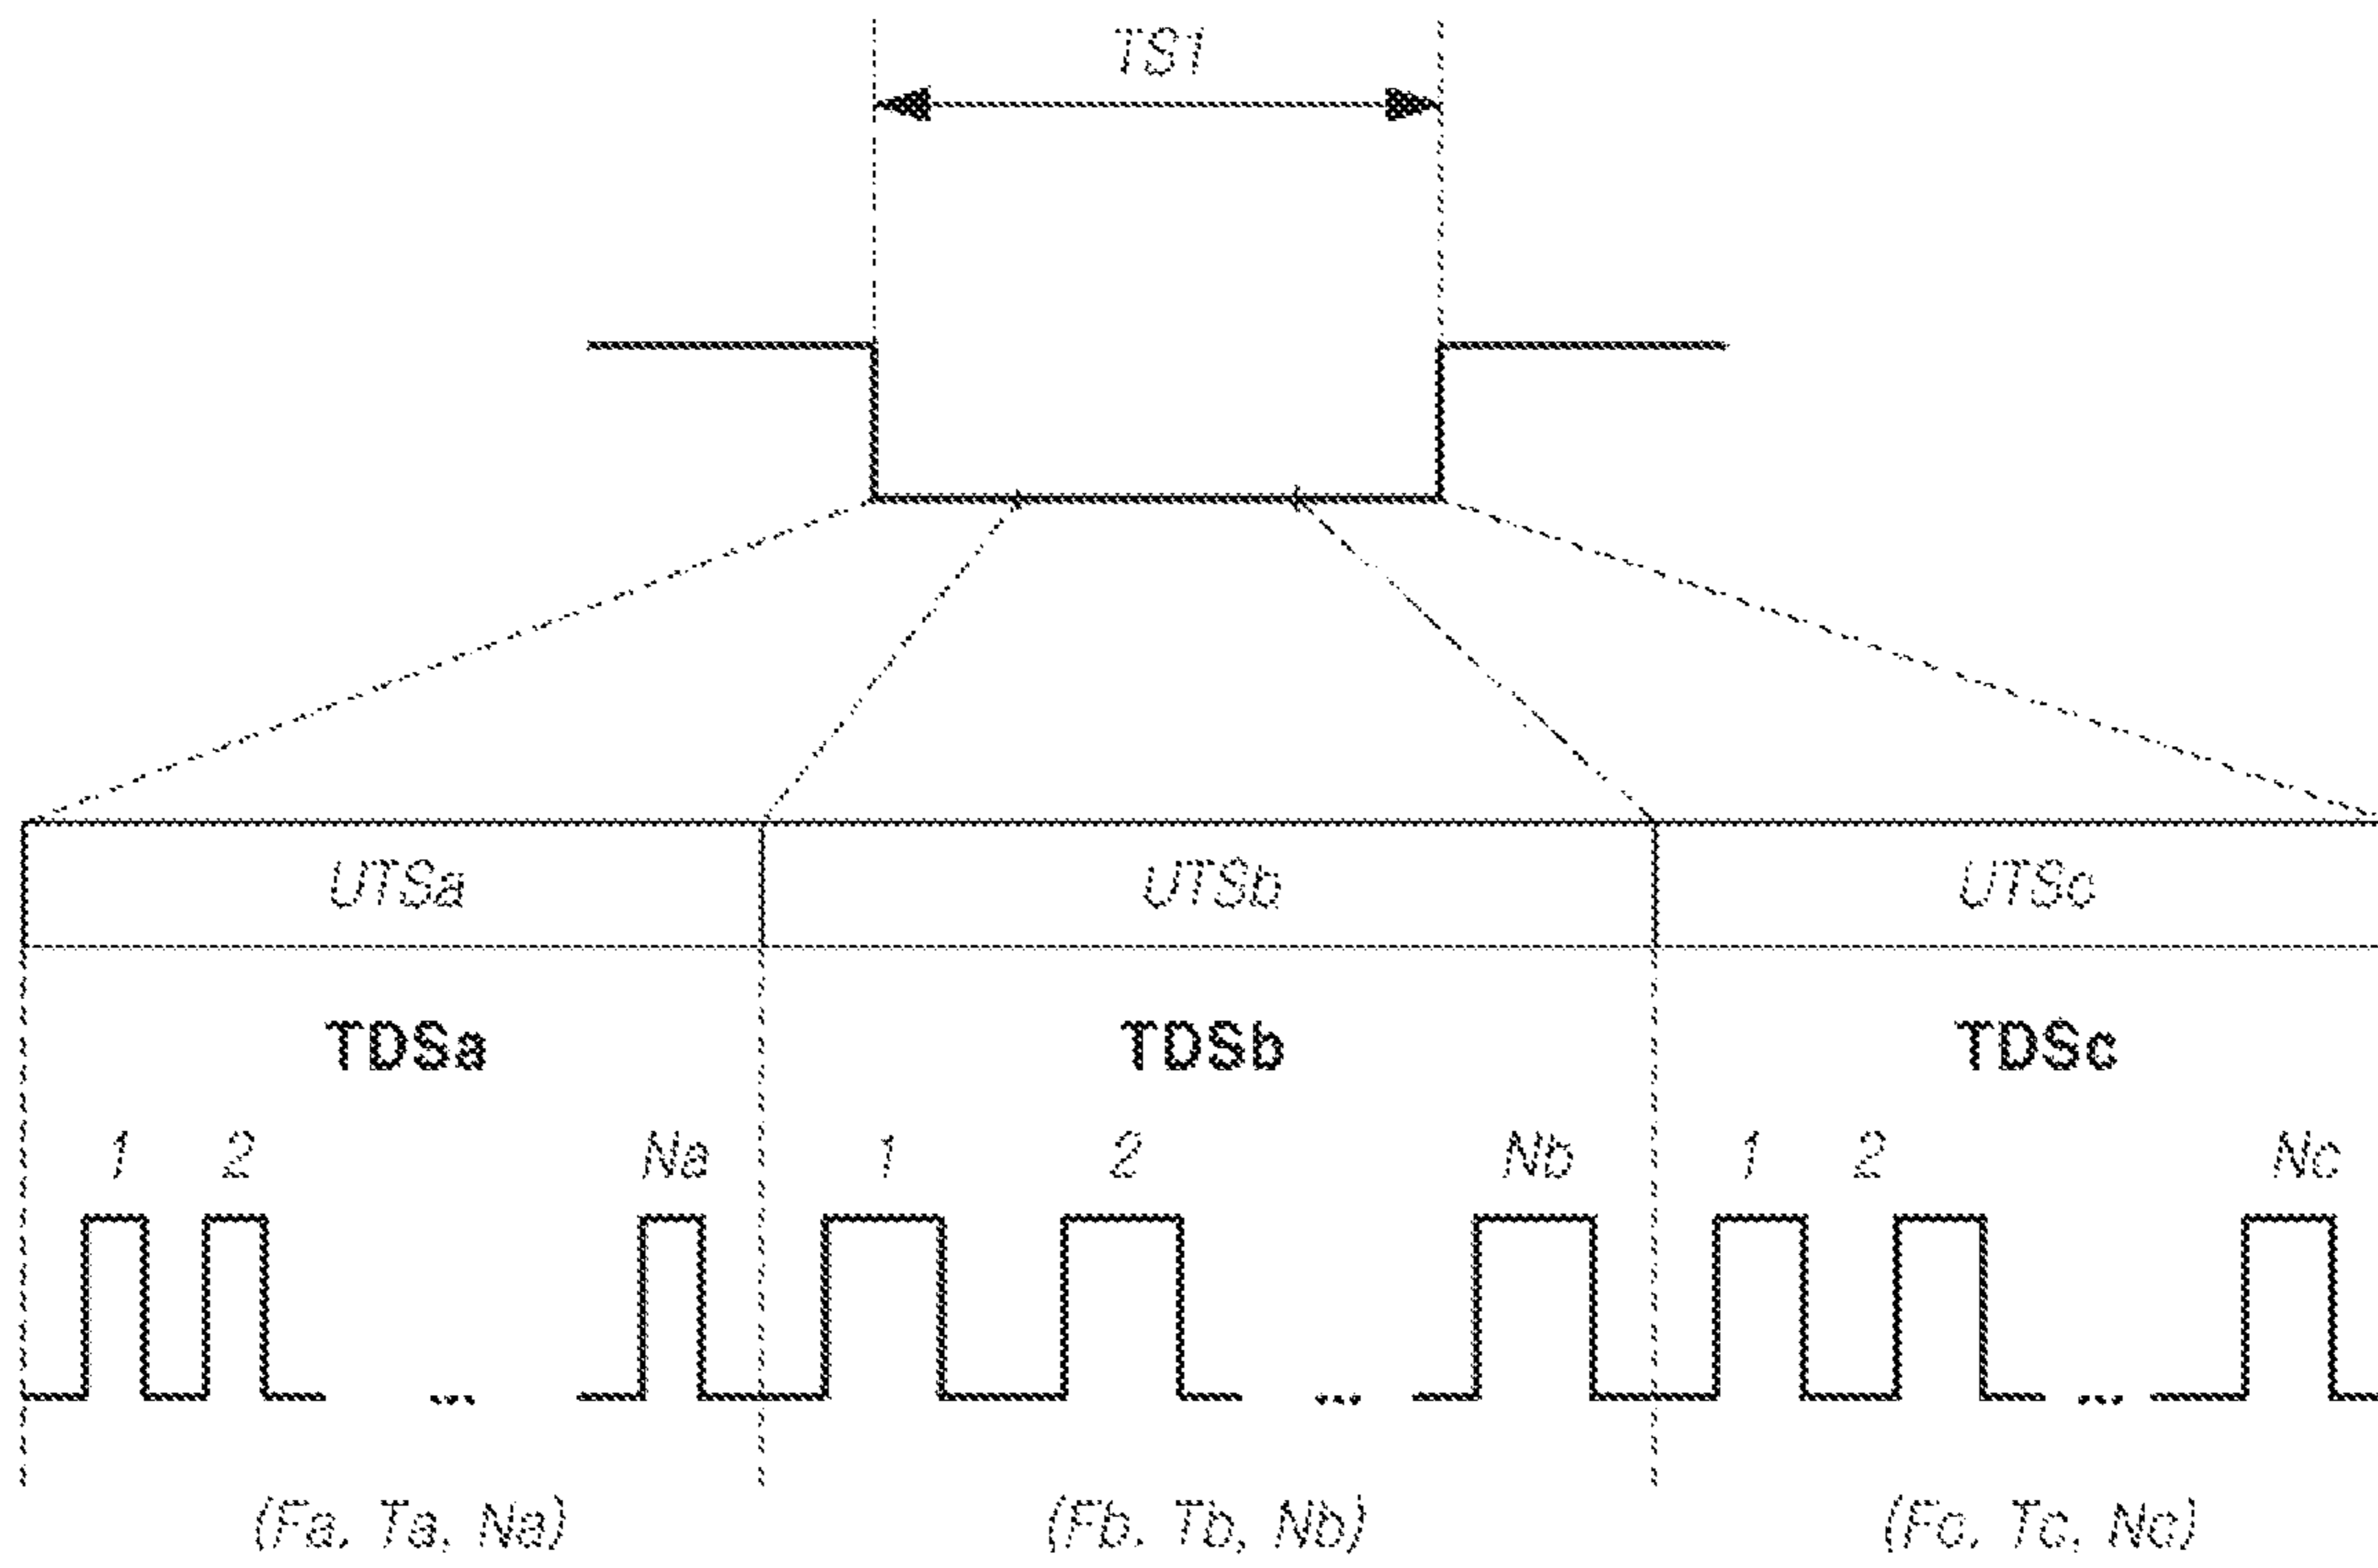 TS1
UTSa UTSb UTSc
TDSa TDSb TDSc
1 2 Na 1 2 Nb 1 2 Nc
... ... ...
(Fa, Ta, Na) (Fb, Tb, Nb) (Fc, Tc, Nc)